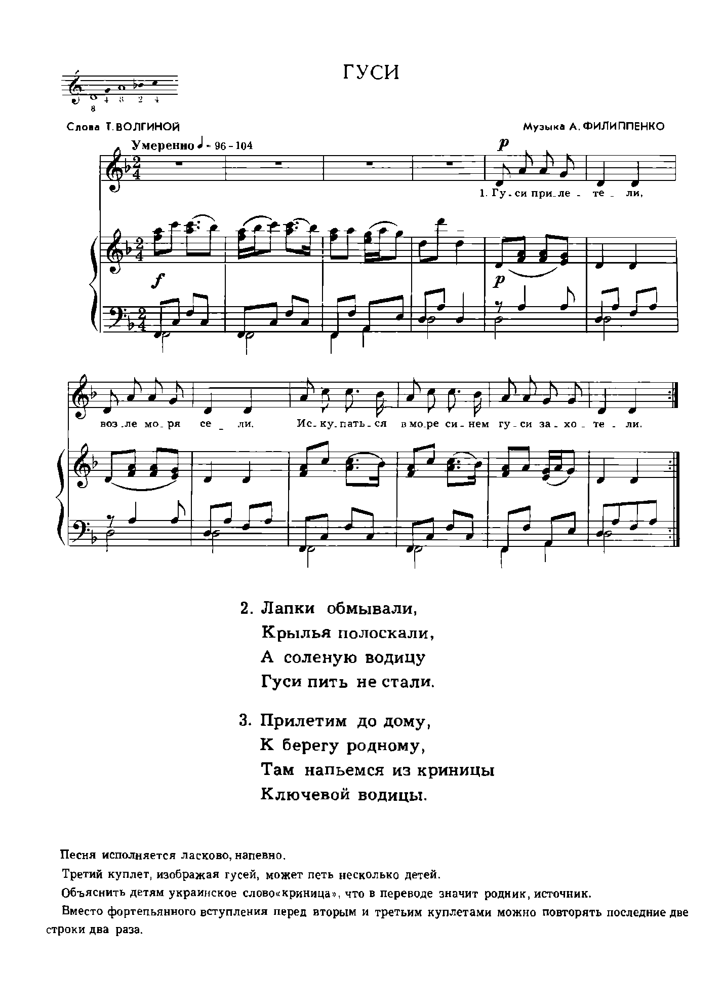 ГУСИ
4 8 2 4
8
Слова Т. ВОЛГИНОЙ
Музыка А. ФИЛИППЕНКО
Умеренно ♩ = 96 - 104
p
1. Гу - си при - ле - те - ли,
f
p
воз - ле мо - ря се - ли. Ис - ку - пать - ся в мо - ре си - нем гу - си за - хо - те - ли.
2. Лапки обмывали,
Крылья полоскали,
А соленую водицу
Гуси пить не стали.
3. Прилетим до дому,
К берегу родному,
Там напьемся из криницы
Ключевой водицы.
Песня исполняется ласково, напевно.
Третий куплет, изображая гусей, может петь несколько детей.
Объяснить детям украинское слово «криница», что в переводе значит родник, источник.
Вместо фортепьянного вступления перед вторым и третьим куплетами можно повторять последние две
строки два раза.